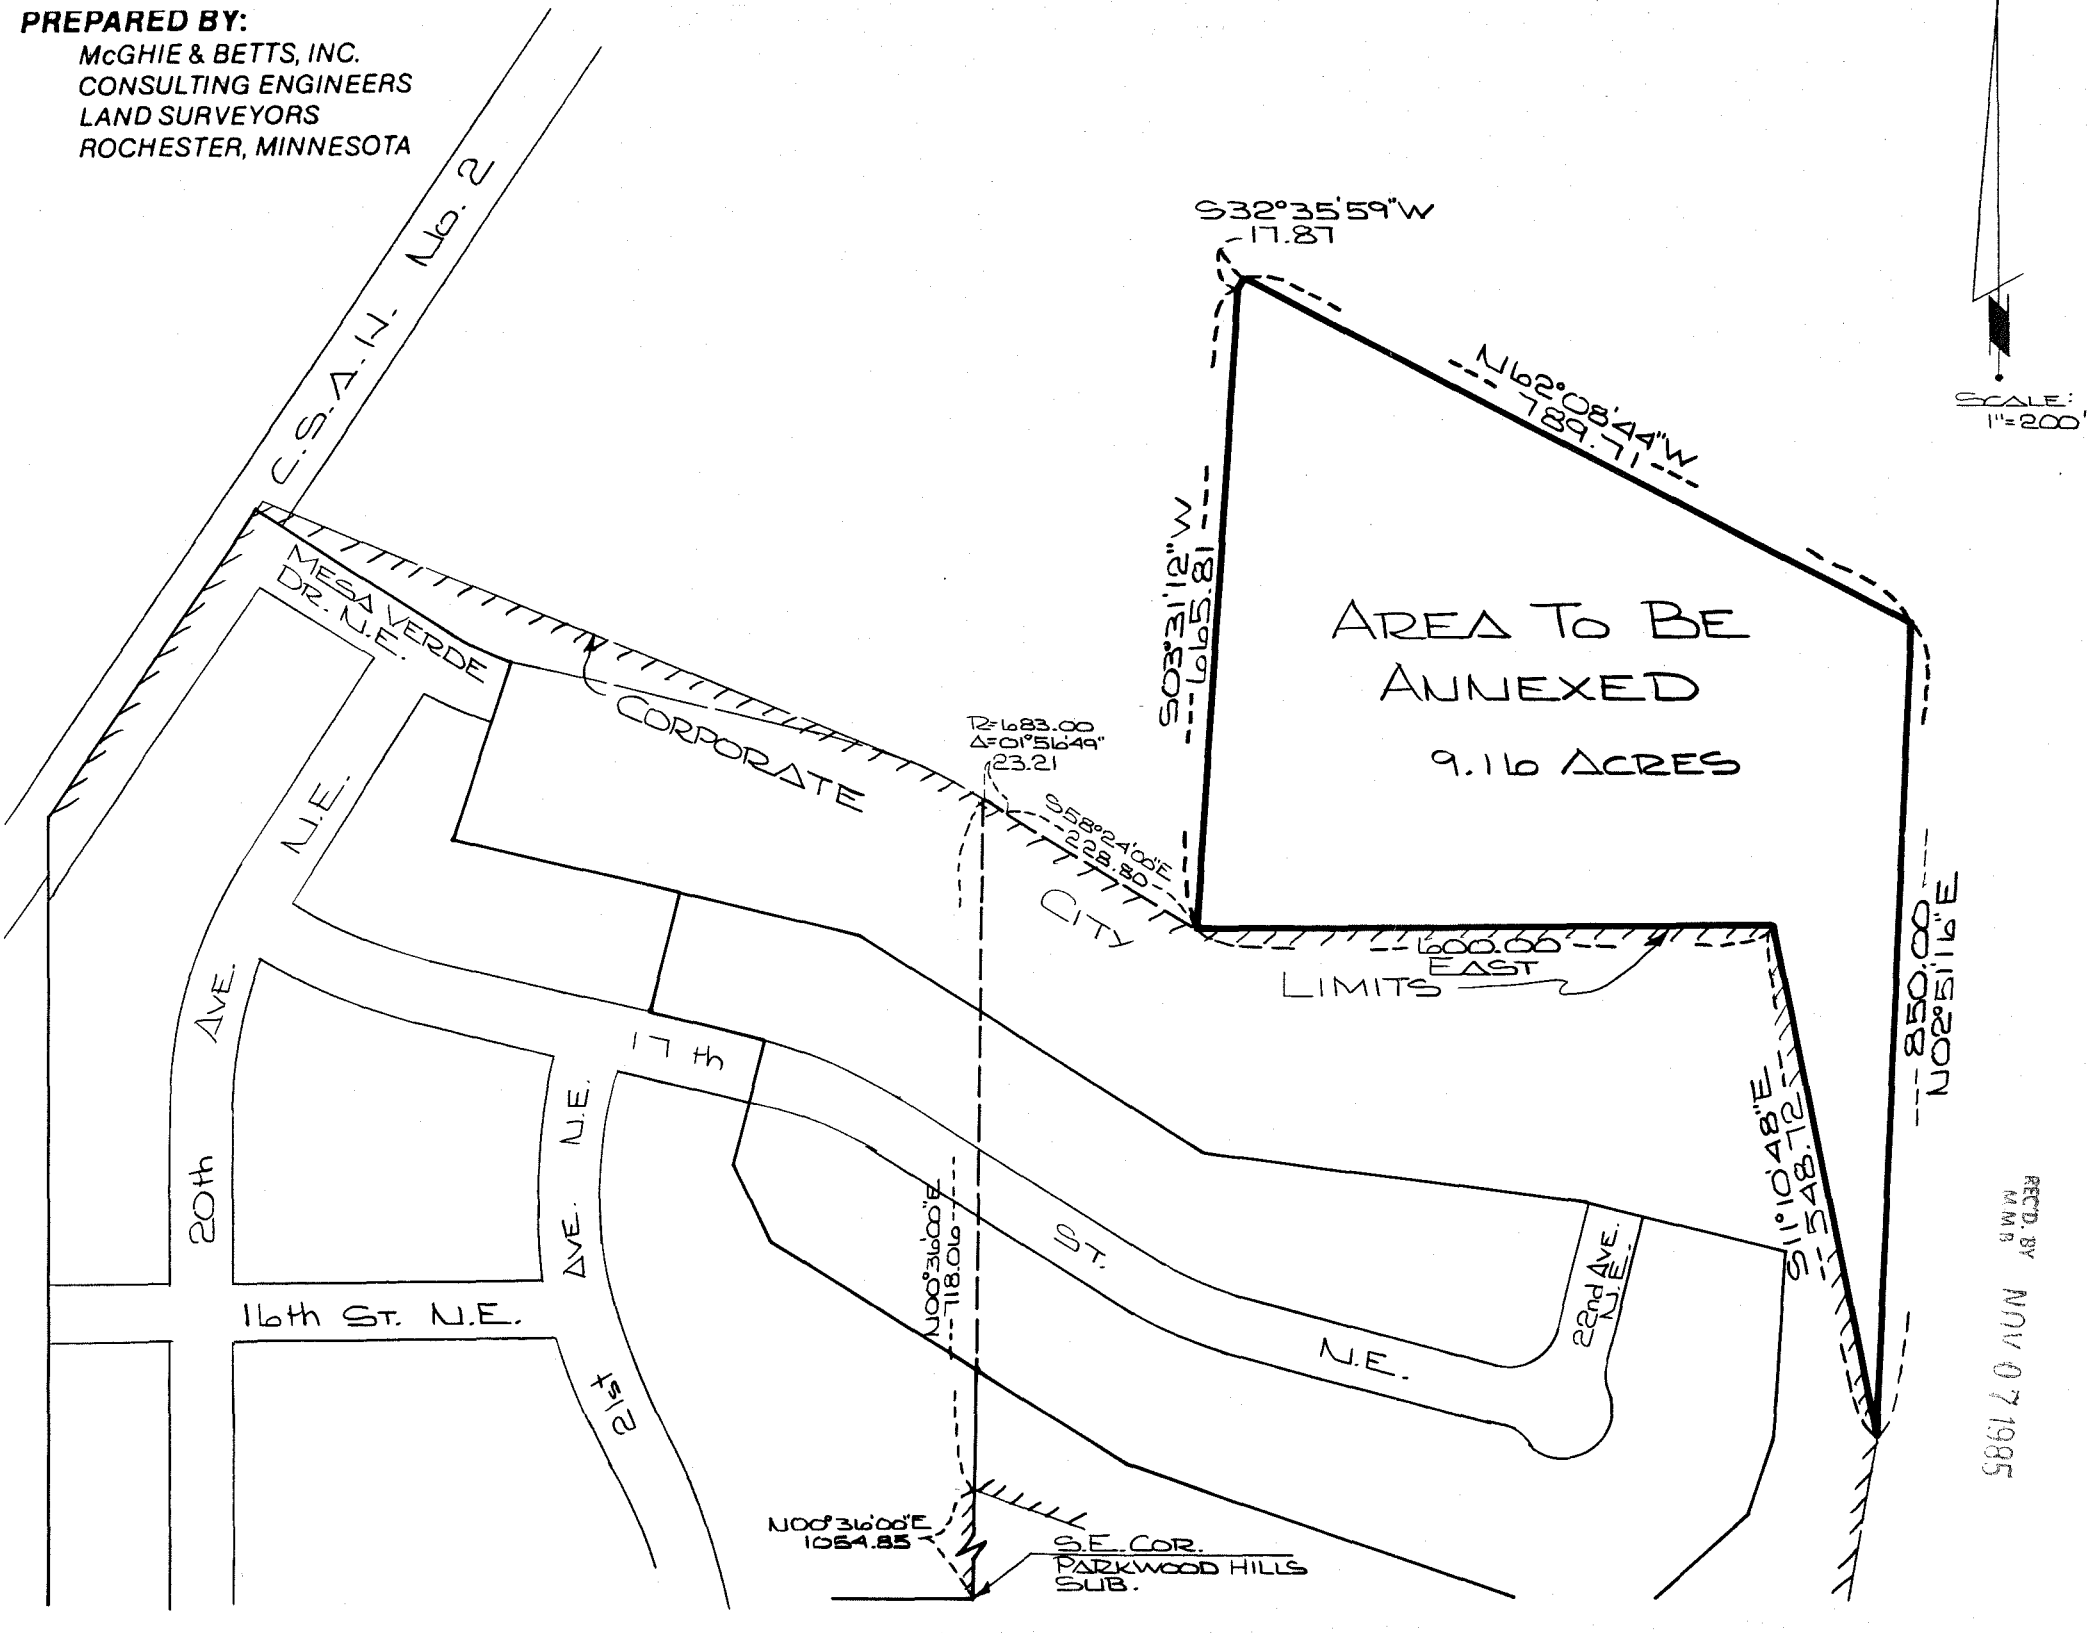 PREPARED BY:
McGHIE & BETTS, INC.
CONSULTING ENGINEERS
LAND SURVEYORS
ROCHESTER, MINNESOTA
C.S.A.H. No. 2
S32°35'59"W
17.87
N62°08'44"W
789.71
SCALE:
1"=200'
MESA VERDE
DR. N.E.
S03°31'12"W
665.81
AREA TO BE
ANNEXED
9.16 ACRES
CORPORATE
R=683.00
Δ=01°56'49"
23.21
S58°24'00"E
228.80
CITY
600.00
EAST
LIMITS
850.00
N02°51'16"E
N.E.
AVE.
20th
17th
N.E.
AVE.
21st
S11°10'48"E
548.72
N00°36'00"E
718.06
ST.
N.E.
22nd AVE.
N.E.
16th ST. N.E.
REC'D. BY
M.M.B
NOV 07 1985
N00°36'00"E
1054.85
S.E. COR.
PARKWOOD HILLS
SUB.